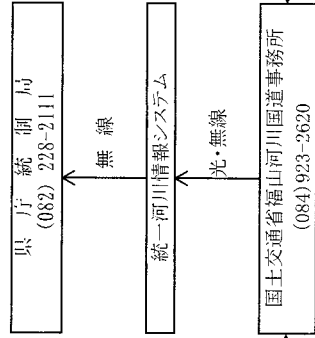 県庁統制局
(082) 228-2111
無線
統一河川情報システム
光・無線
国土交通省福山河川国道事務所
(084)923-2620